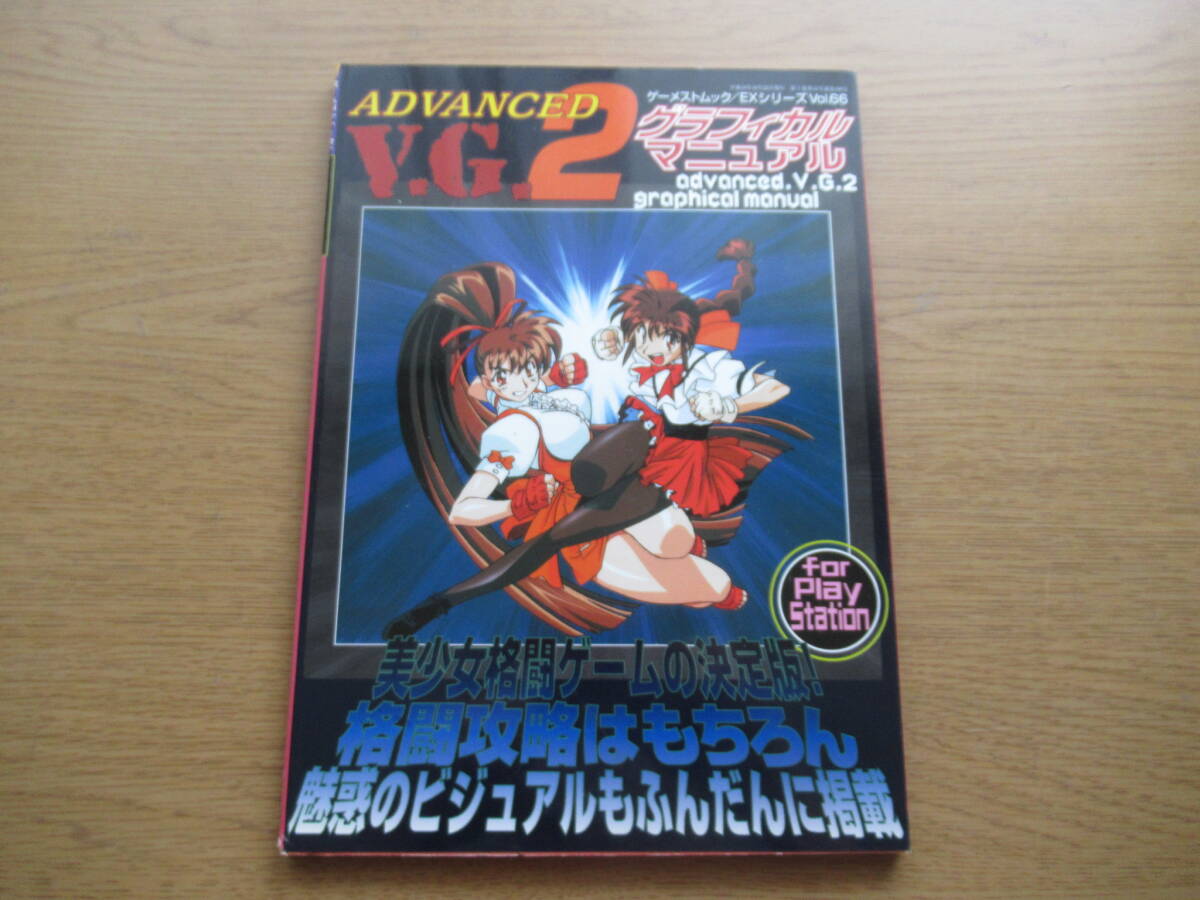 ADVANCED
V.G.2
ゲーメストムック/EXシリーズVol.66
グラフィカル
マニュアル
advanced.V.G.2
graphical manual
for
Play
Station
美少女格闘ゲームの決定版!
格闘攻略はもちろん
魅惑のビジュアルもふんだんに掲載